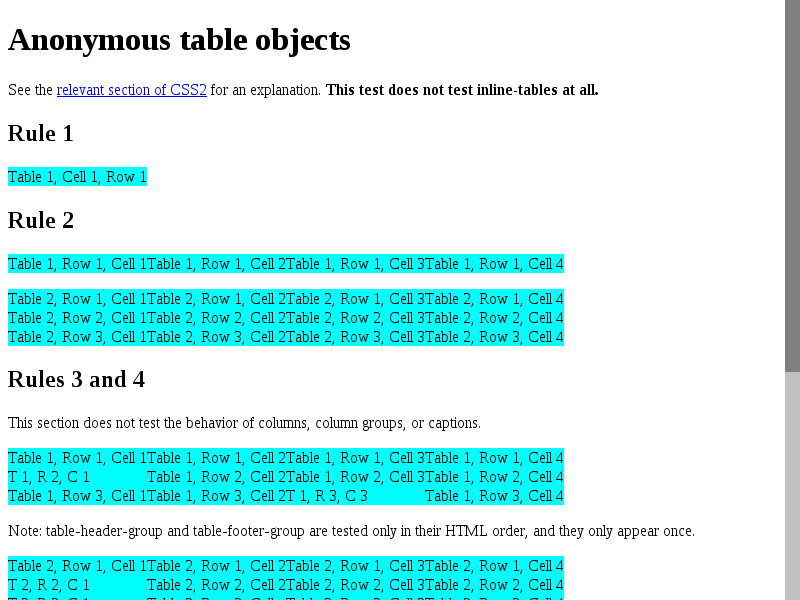 Anonymous table objects
See the relevant section of CSS2 for an explanation. This test does not test inline-tables at all.
Rule 1
Table 1, Cell 1, Row 1
Rule 2
Table 1, Row 1, Cell 1Table 1, Row 1, Cell 2Table 1, Row 1, Cell 3Table 1, Row 1, Cell 4
Table 2, Row 1, Cell 1Table 2, Row 1, Cell 2Table 2, Row 1, Cell 3Table 2, Row 1, Cell 4
Table 2, Row 2, Cell 1Table 2, Row 2, Cell 2Table 2, Row 2, Cell 3Table 2, Row 2, Cell 4
Table 2, Row 3, Cell 1Table 2, Row 3, Cell 2Table 2, Row 3, Cell 3Table 2, Row 3, Cell 4
Rules 3 and 4
This section does not test the behavior of columns, column groups, or captions.
Table 1, Row 1, Cell 1Table 1, Row 1, Cell 2Table 1, Row 1, Cell 3Table 1, Row 1, Cell 4
T 1, R 2, C 1 Table 1, Row 2, Cell 2Table 1, Row 2, Cell 3Table 1, Row 2, Cell 4
Table 1, Row 3, Cell 1Table 1, Row 3, Cell 2T 1, R 3, C 3 Table 1, Row 3, Cell 4
Note: table-header-group and table-footer-group are tested only in their HTML order, and they only appear once.
Table 2, Row 1, Cell 1Table 2, Row 1, Cell 2Table 2, Row 1, Cell 3Table 2, Row 1, Cell 4
T 2, R 2, C 1 Table 2, Row 2, Cell 2Table 2, Row 2, Cell 3Table 2, Row 2, Cell 4